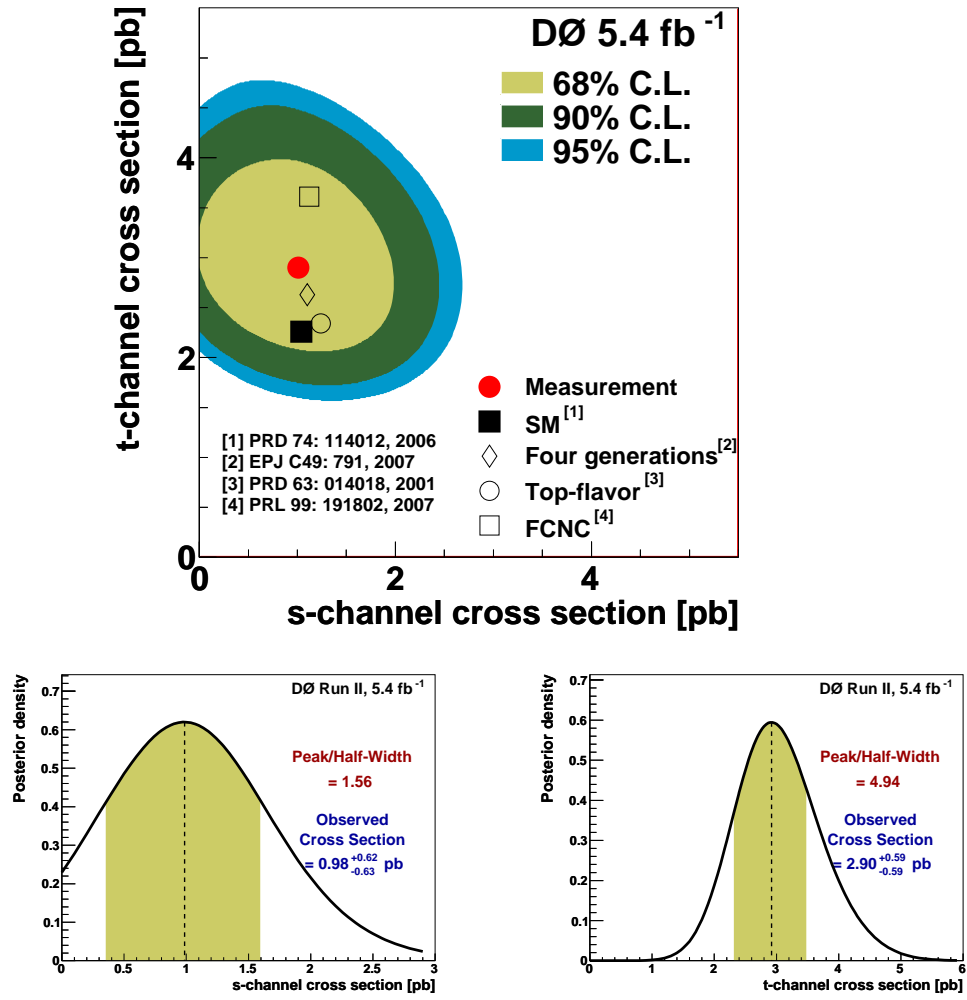 DØ 5.4 fb -1
68% C.L.
90% C.L.
95% C.L.
t-channel cross section [pb]
4
2
0
Measurement
SM[1]
Four generations[2]
Top-flavor[3]
FCNC[4]
[1] PRD 74: 114012, 2006
[2] EPJ C49: 791, 2007
[3] PRD 63: 014018, 2001
[4] PRL 99: 191802, 2007
0 2 4
s-channel cross section [pb]
Posterior density
0.7
0.6
0.5
0.4
0.3
0.2
0.1
0
DØ Run II, 5.4 fb -1
Peak/Half-Width
= 1.56
Observed
Cross Section
= 0.98 +0.62 -0.63 pb
0 0.5 1 1.5 2 2.5 3
s-channel cross section [pb]
Posterior density
0.7
0.6
0.5
0.4
0.3
0.2
0.1
0
DØ Run II, 5.4 fb -1
Peak/Half-Width
= 4.94
Observed
Cross Section
= 2.90 +0.59 -0.59 pb
0 1 2 3 4 5 6
t-channel cross section [pb]